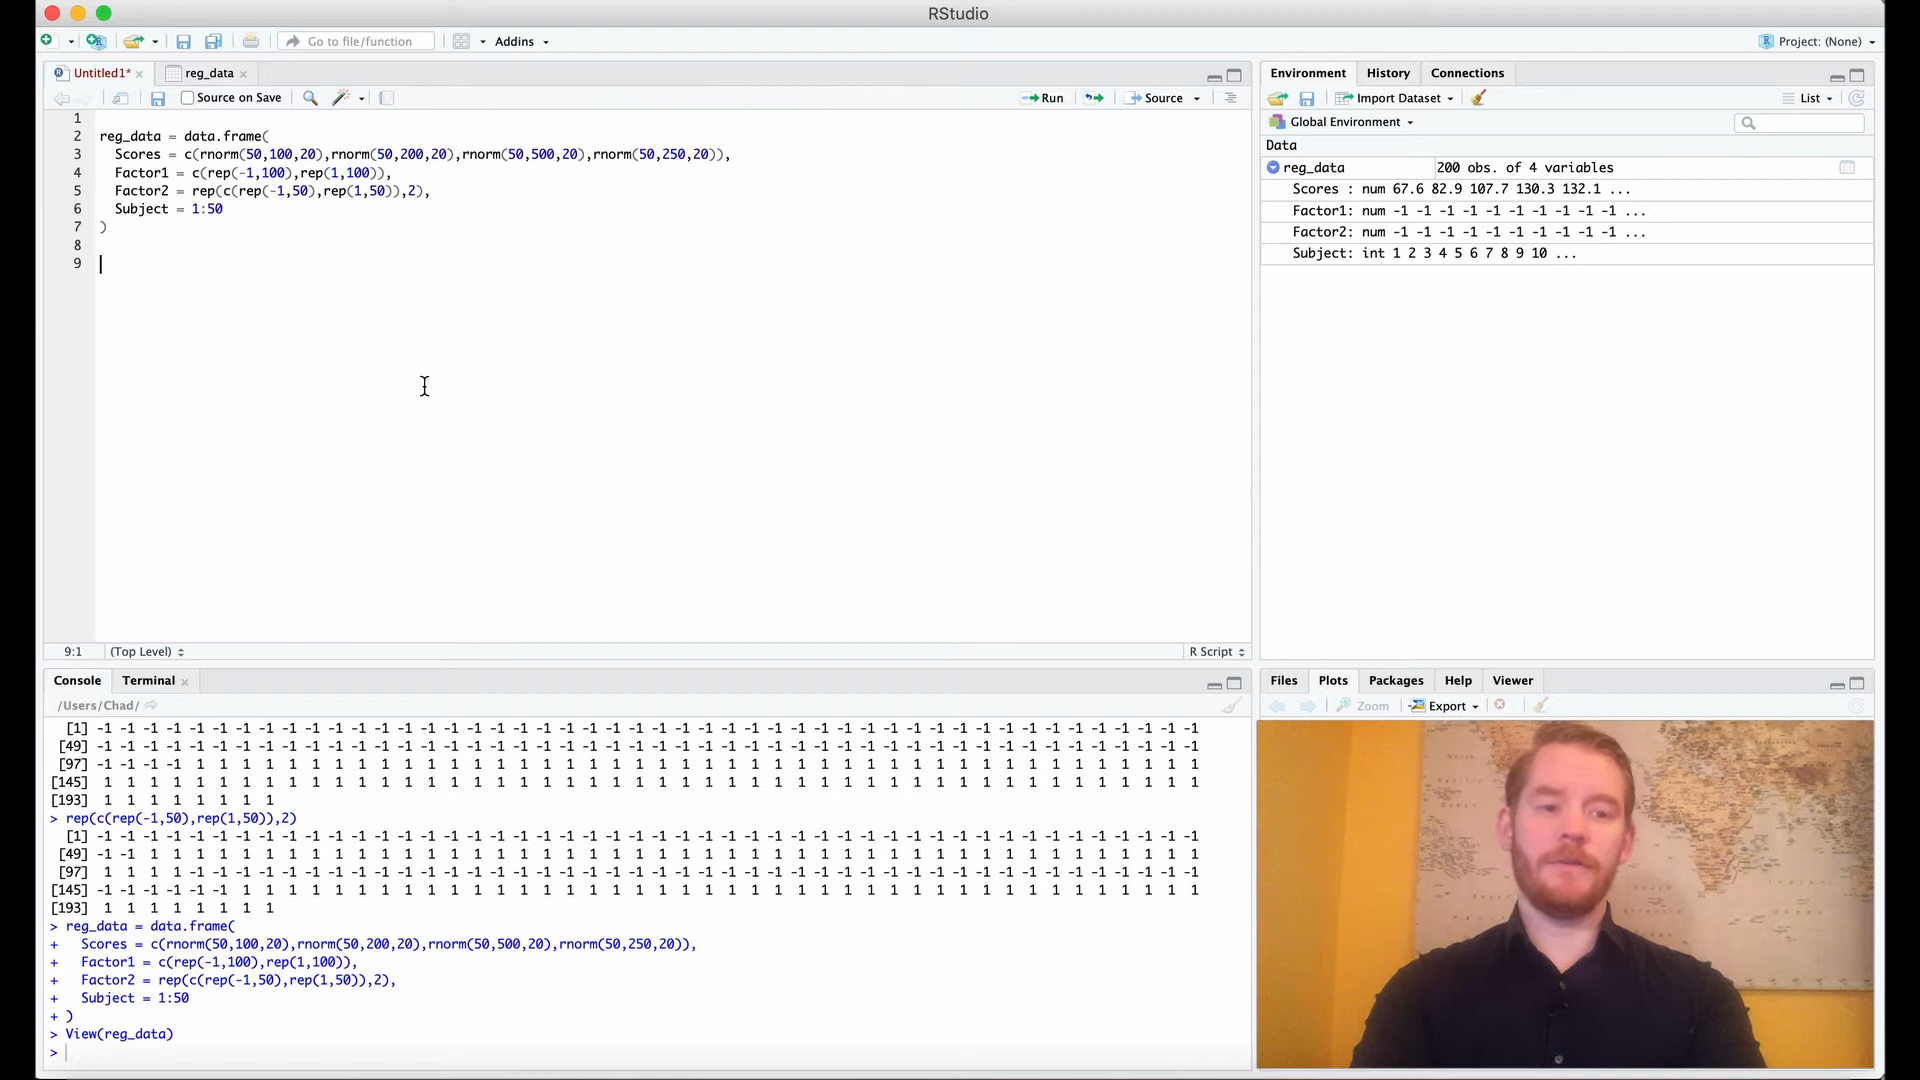 RStudio
Go to file/function
Addins
Project: (None)
Untitled1*
reg_data
Source on Save
Run
Source
1
2 reg_data = data.frame(
3 Scores = c(rnorm(50,100,20),rnorm(50,200,20),rnorm(50,500,20),rnorm(50,250,20)),
4 Factor1 = c(rep(-1,100),rep(1,100)),
5 Factor2 = rep(c(rep(-1,50),rep(1,50)),2),
6 Subject = 1:50
7 )
8
9
9:1 (Top Level) R Script
Environment History Connections
Import Dataset List
Global Environment
Data
reg_data 200 obs. of 4 variables
Scores : num 67.6 82.9 107.7 130.3 132.1 ...
Factor1: num -1 -1 -1 -1 -1 -1 -1 -1 -1 -1 ...
Factor2: num -1 -1 -1 -1 -1 -1 -1 -1 -1 -1 ...
Subject: int 1 2 3 4 5 6 7 8 9 10 ...
Console Terminal
/Users/Chad/
[1] -1 -1 -1 -1 -1 -1 -1 -1 -1 -1 -1 -1 -1 -1 -1 -1 -1 -1 -1 -1 -1 -1 -1 -1 -1 -1 -1 -1 -1 -1 -1 -1 -1 -1 -1 -1 -1 -1 -1 -1 -1 -1 -1 -1 -1 -1 -1 -1
[49] -1 -1 -1 -1 -1 -1 -1 -1 -1 -1 -1 -1 -1 -1 -1 -1 -1 -1 -1 -1 -1 -1 -1 -1 -1 -1 -1 -1 -1 -1 -1 -1 -1 -1 -1 -1 -1 -1 -1 -1 -1 -1 -1 -1 -1 -1 -1 -1
[97] -1 -1 -1 -1 1 1 1 1 1 1 1 1 1 1 1 1 1 1 1 1 1 1 1 1 1 1 1 1 1 1 1 1 1 1 1 1 1 1 1 1 1 1 1 1 1 1 1 1
[145] 1 1 1 1 1 1 1 1 1 1 1 1 1 1 1 1 1 1 1 1 1 1 1 1 1 1 1 1 1 1 1 1 1 1 1 1 1 1 1 1 1 1 1 1 1 1 1 1
[193] 1 1 1 1 1 1 1 1
> rep(c(rep(-1,50),rep(1,50)),2)
[1] -1 -1 -1 -1 -1 -1 -1 -1 -1 -1 -1 -1 -1 -1 -1 -1 -1 -1 -1 -1 -1 -1 -1 -1 -1 -1 -1 -1 -1 -1 -1 -1 -1 -1 -1 -1 -1 -1 -1 -1 -1 -1 -1 -1 -1 -1 -1 -1
[49] -1 -1 1 1 1 1 1 1 1 1 1 1 1 1 1 1 1 1 1 1 1 1 1 1 1 1 1 1 1 1 1 1 1 1 1 1 1 1 1 1 1 1 1 1 1 1 1 1
[97] 1 1 1 1 -1 -1 -1 -1 -1 -1 -1 -1 -1 -1 -1 -1 -1 -1 -1 -1 -1 -1 -1 -1 -1 -1 -1 -1 -1 -1 -1 -1 -1 -1 -1 -1 -1 -1 -1 -1 -1 -1 -1 -1 -1 -1 -1 -1
[145] -1 -1 -1 -1 -1 -1 1 1 1 1 1 1 1 1 1 1 1 1 1 1 1 1 1 1 1 1 1 1 1 1 1 1 1 1 1 1 1 1 1 1 1 1 1 1 1 1 1 1
[193] 1 1 1 1 1 1 1 1
> reg_data = data.frame(
+ Scores = c(rnorm(50,100,20),rnorm(50,200,20),rnorm(50,500,20),rnorm(50,250,20)),
+ Factor1 = c(rep(-1,100),rep(1,100)),
+ Factor2 = rep(c(rep(-1,50),rep(1,50)),2),
+ Subject = 1:50
+ )
> View(reg_data)
>
Files Plots Packages Help Viewer
Zoom Export